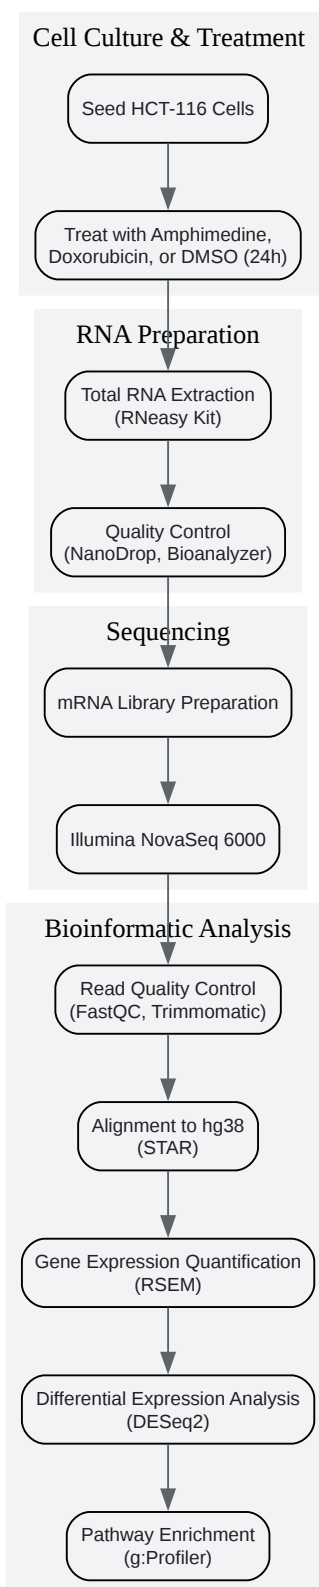 Cell Culture & Treatment
Seed HCT-116 Cells
Treat with Amphimedine,
Doxorubicin, or DMSO (24h)
RNA Preparation
Total RNA Extraction
(RNeasy Kit)
Quality Control
(NanoDrop, Bioanalyzer)
Sequencing
mRNA Library Preparation
Illumina NovaSeq 6000
Bioinformatic Analysis
Read Quality Control
(FastQC, Trimmomatic)
Alignment to hg38
(STAR)
Gene Expression Quantification
(RSEM)
Differential Expression Analysis
(DESeq2)
Pathway Enrichment
(g:Profiler)